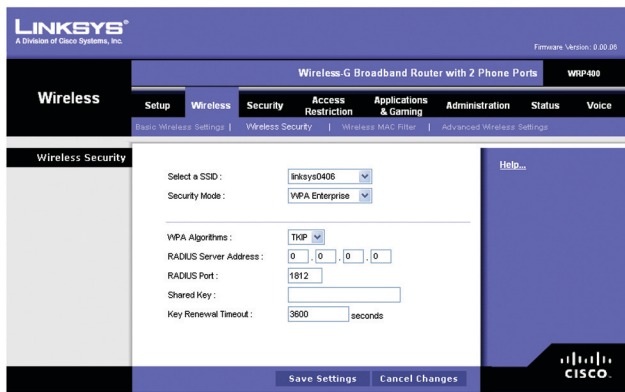 LINKSYS®
A Division of Cisco Systems, Inc.
Firmware Version: 0.00.06
Wireless-G Broadband Router with 2 Phone Ports WRP400
Wireless
Setup Wireless Security Access Restriction Applications & Gaming Administration Status Voice
Basic Wireless Settings | Wireless Security | Wireless MAC Filter | Advanced Wireless Settings
Wireless Security
Help...
Select a SSID : linksys0406
Security Mode : WPA Enterprise
WPA Algorithms : TKIP
RADIUS Server Address : 0 . 0 . 0 . 0
RADIUS Port : 1812
Shared Key :
Key Renewal Timeout : 3600 seconds
Save Settings Cancel Changes
CISCO.